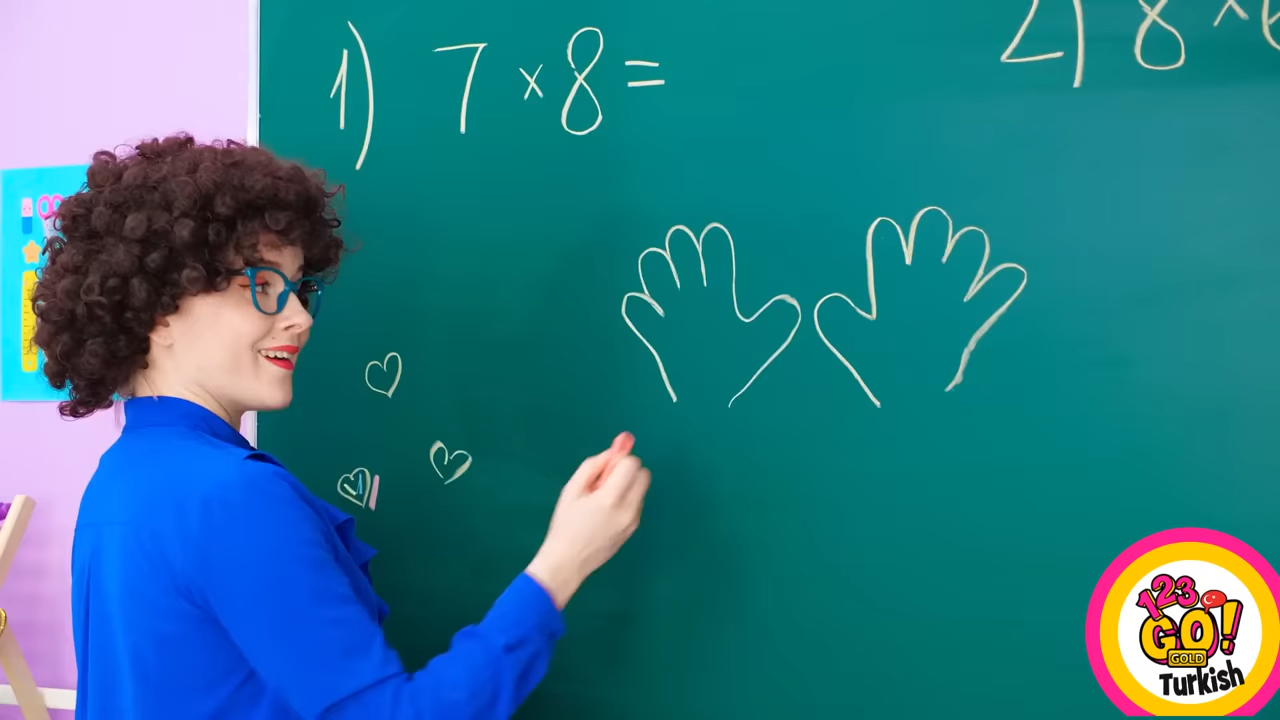 1) 7 × 8 =
2) 8 ×
123
GO!
GOLD
Turkish